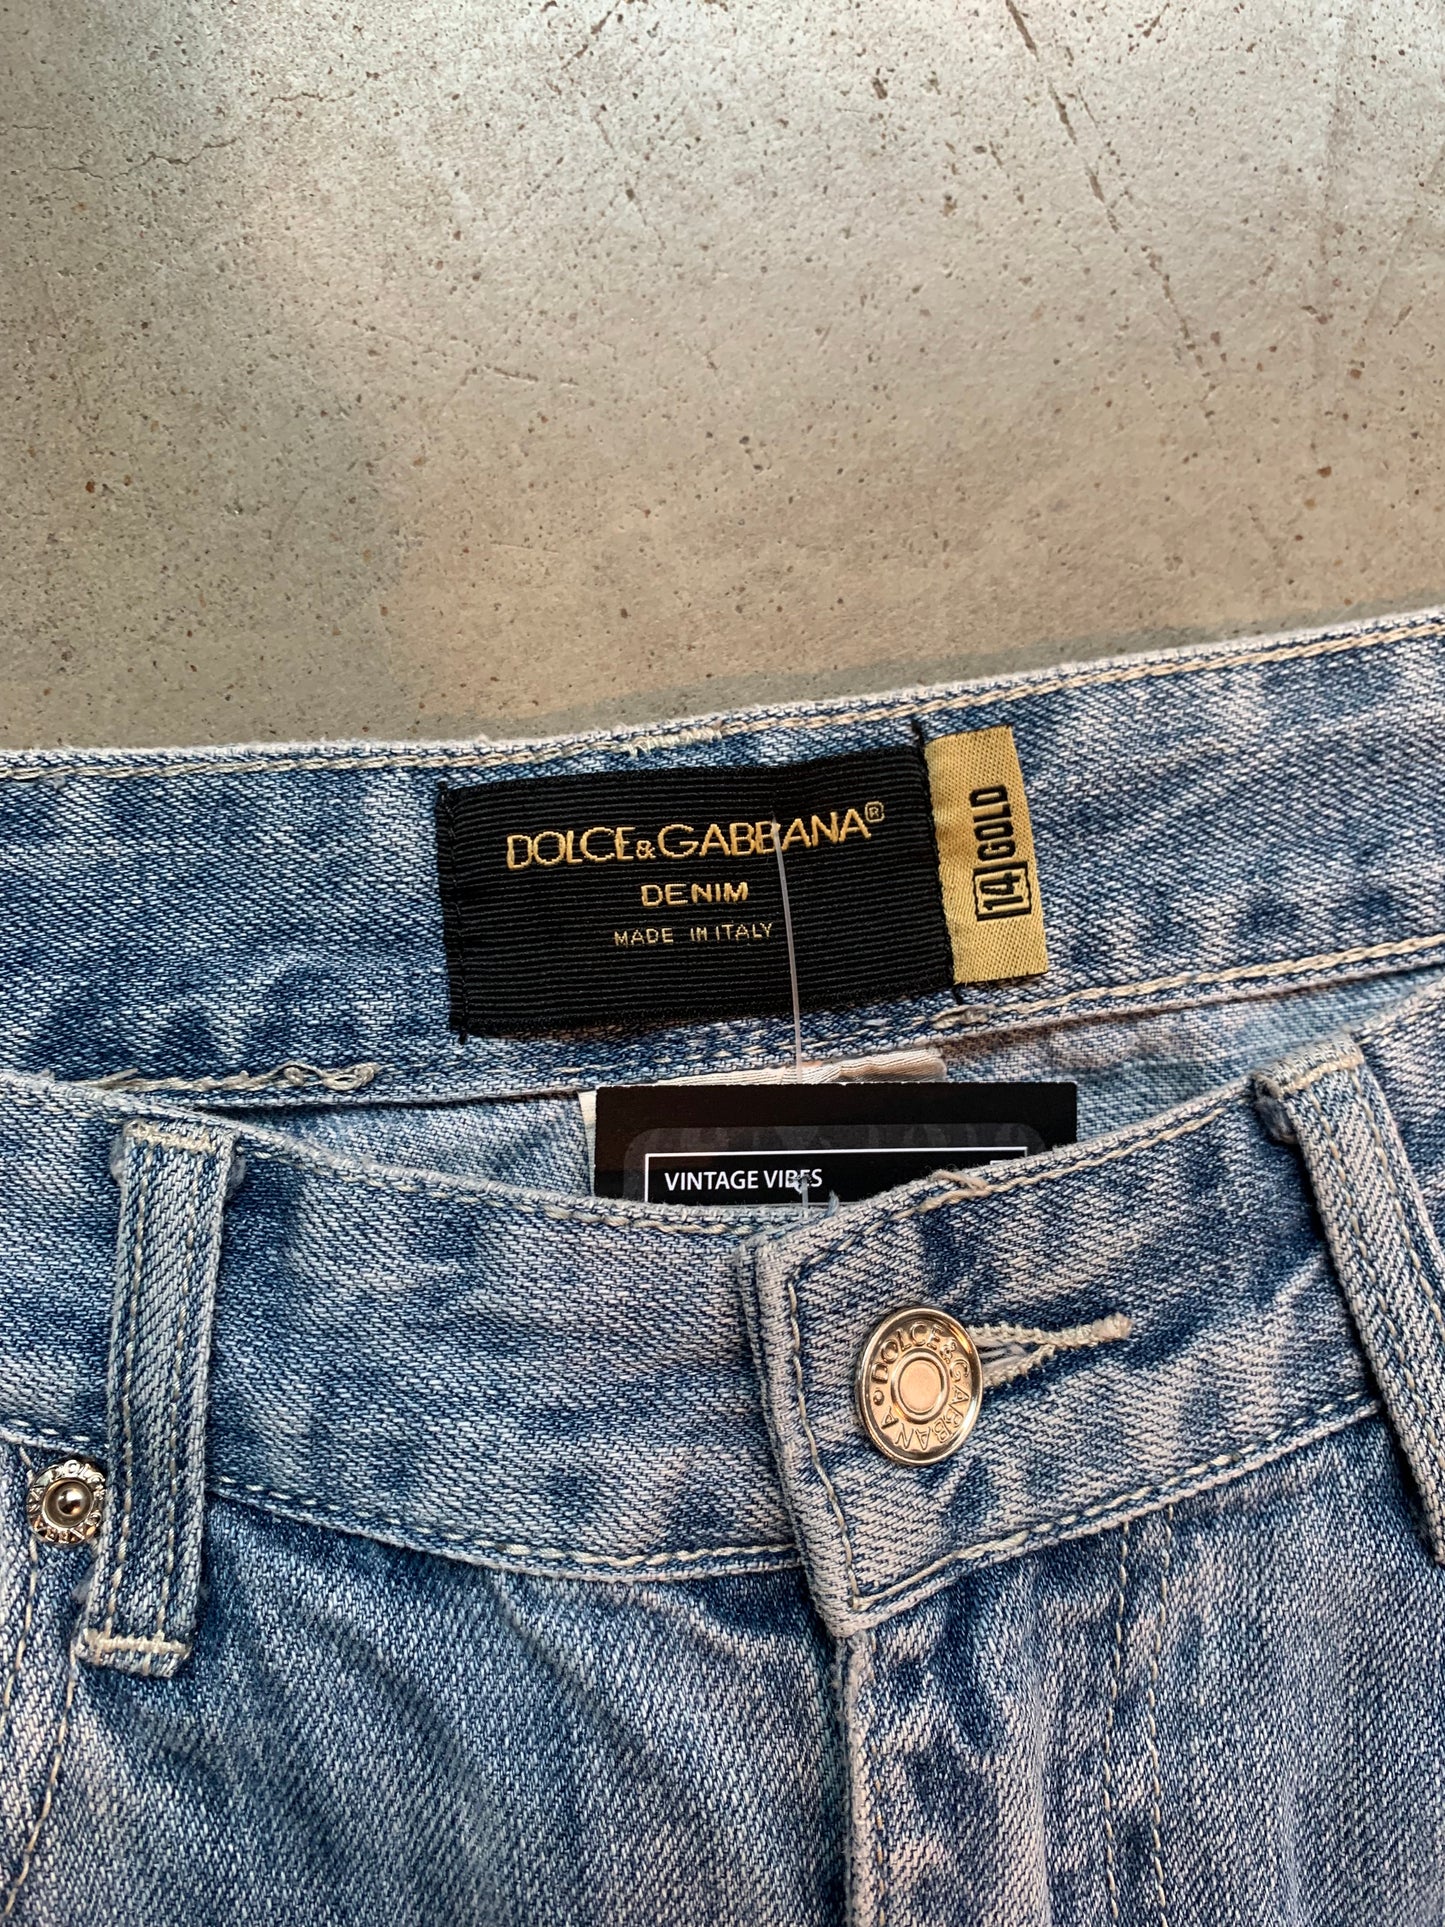 DOLCE&GABBANA®
DENIM
MADE IN ITALY
14 GOLD
VINTAGE VIBES
DOLCE&GABBANA